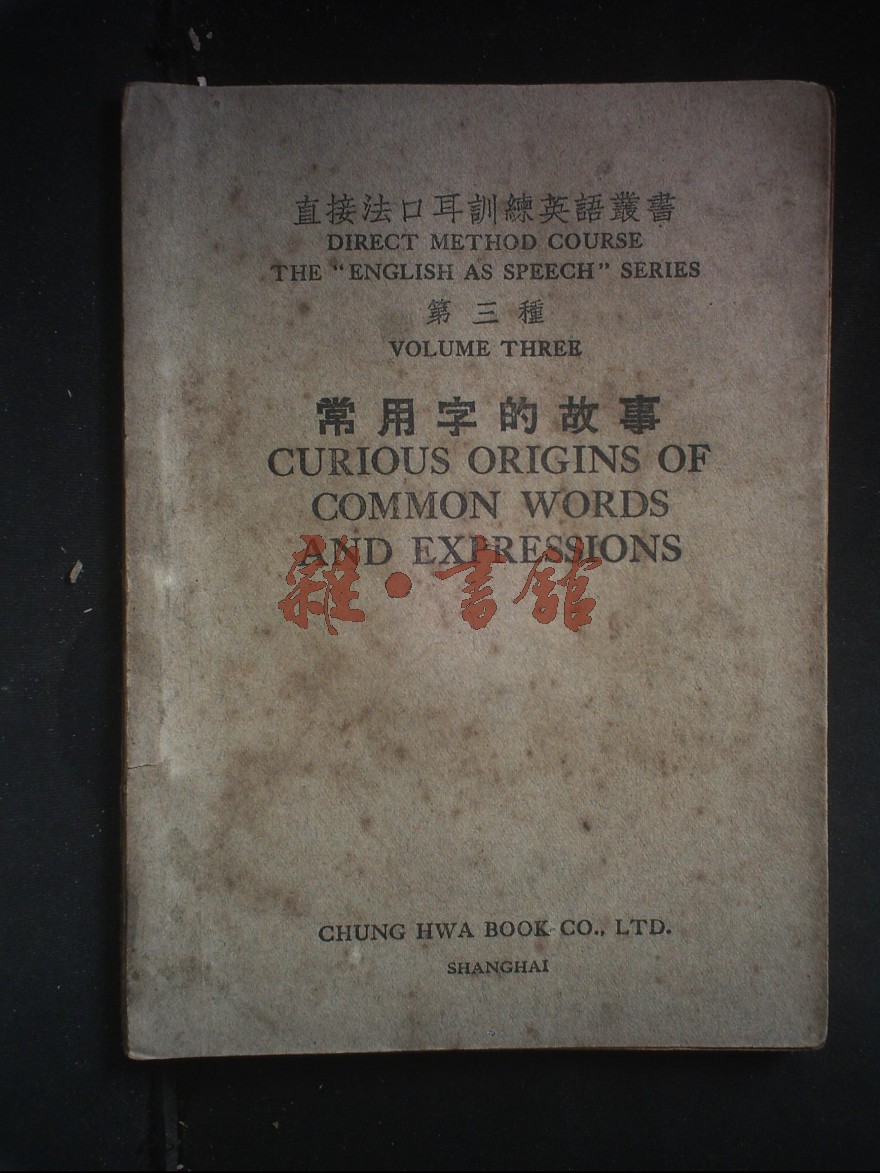 直接法口耳訓練英語叢書
DIRECT METHOD COURSE
THE "ENGLISH AS SPEECH" SERIES
第三種
VOLUME THREE
常用字的故事
CURIOUS ORIGINS OF
COMMON WORDS
AND EXPRESSIONS
雜·書館
CHUNG HWA BOOK CO., LTD.
SHANGHAI